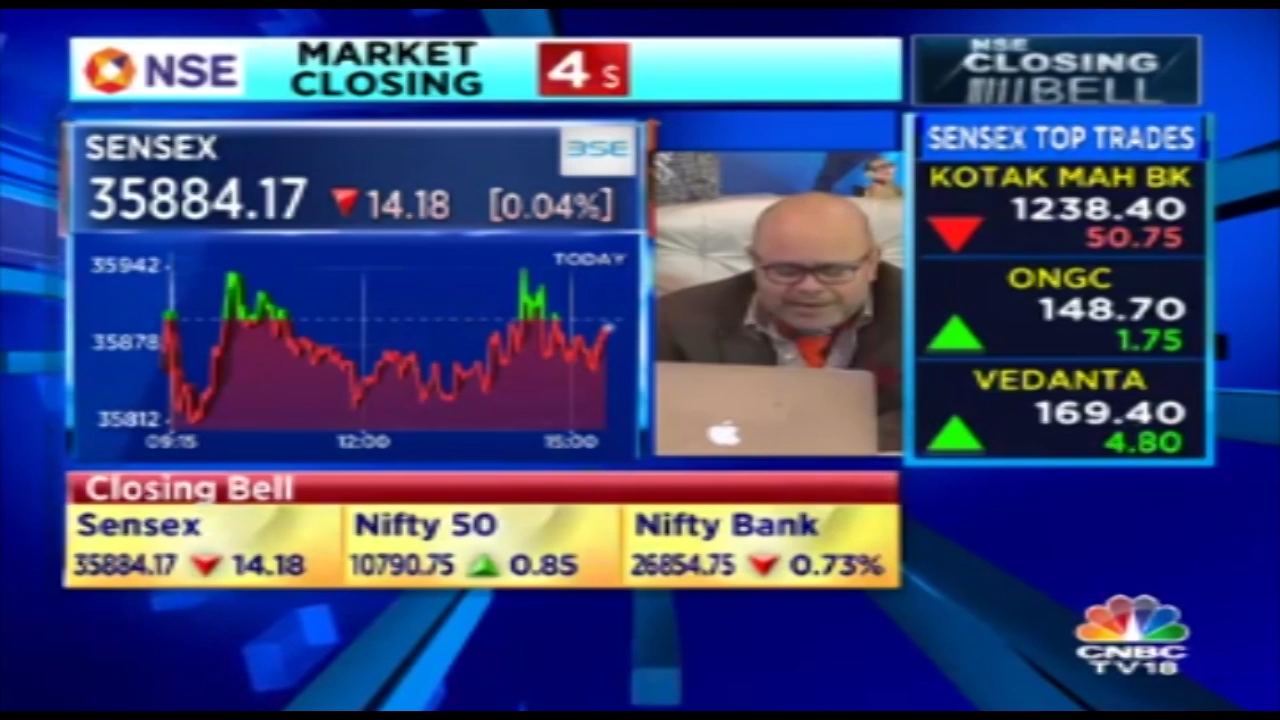 NSE
MARKET
CLOSING
4 S
NSE
CLOSING
BELL
SENSEX
BSE
35884.17 14.18 [0.04%]
TODAY
35942
35878
35812
09:15 12:00 15:00
SENSEX TOP TRADES
KOTAK MAH BK
1238.40
50.75
ONGC
148.70
1.75
VEDANTA
169.40
4.80
Closing Bell
Sensex
35884.17 14.18
Nifty 50
10790.75 0.85
Nifty Bank
26854.75 0.73%
CNBC
TV18